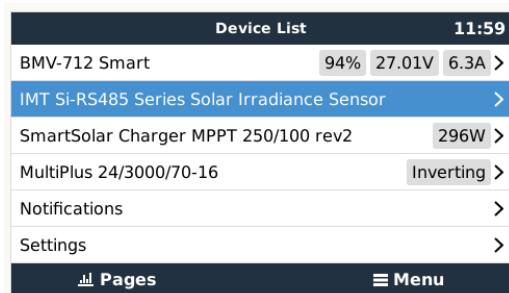 Device List 11:59
BMV-712 Smart 94% 27.01V 6.3A
IMT Si-RS485 Series Solar Irradiance Sensor
SmartSolar Charger MPPT 250/100 rev2 296W
MultiPlus 24/3000/70-16 Inverting
Notifications
Settings
Pages Menu